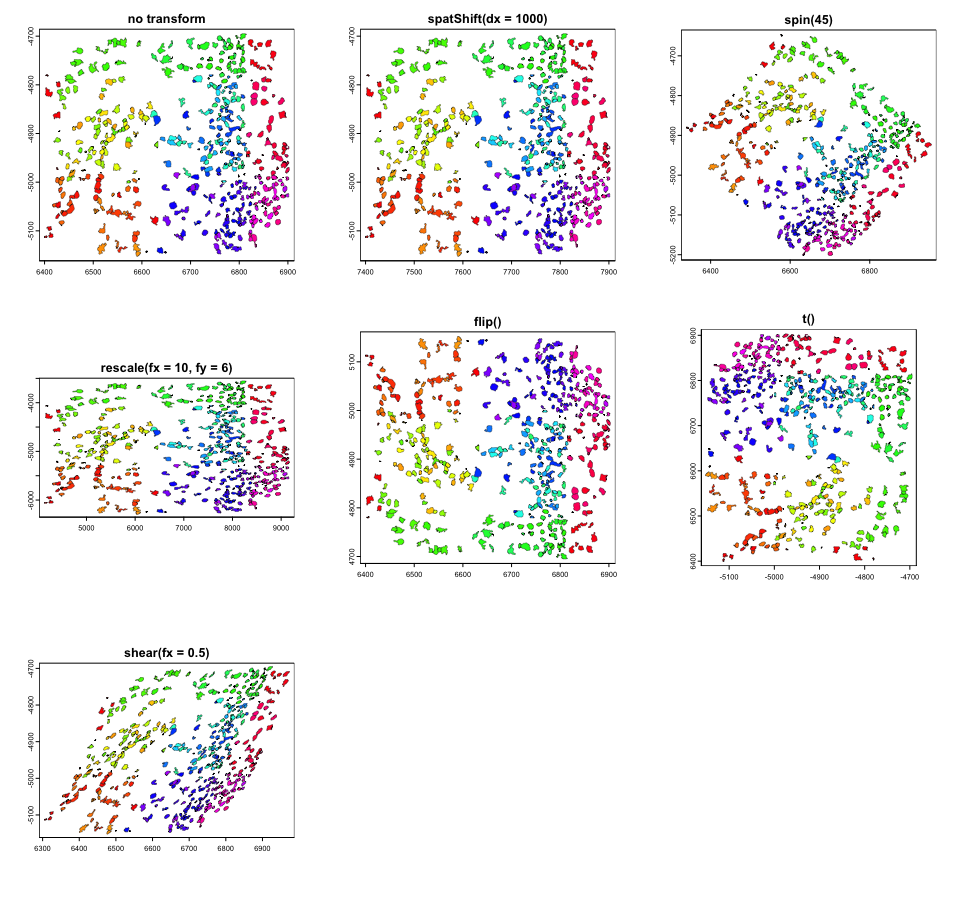 no transform
-4700
-4800
-4900
-5000
-5100
6400 6500 6600 6700 6800 6900
spatShift(dx = 1000)
-4700
-4800
-4900
-5000
-5100
7400 7500 7600 7700 7800 7900
spin(45)
-4700
-4800
-4900
-5000
-5100
-5200
6400 6600 6800
rescale(fx = 10, fy = 6)
-4000
-5000
-6000
5000 6000 7000 8000 9000
flip()
5100
5000
4900
4800
4700
6400 6500 6600 6700 6800 6900
t()
6900
6800
6700
6600
6500
6400
-5100 -5000 -4900 -4800 -4700
shear(fx = 0.5)
-4700
-4800
-4900
-5000
-5100
6300 6400 6500 6600 6700 6800 6900